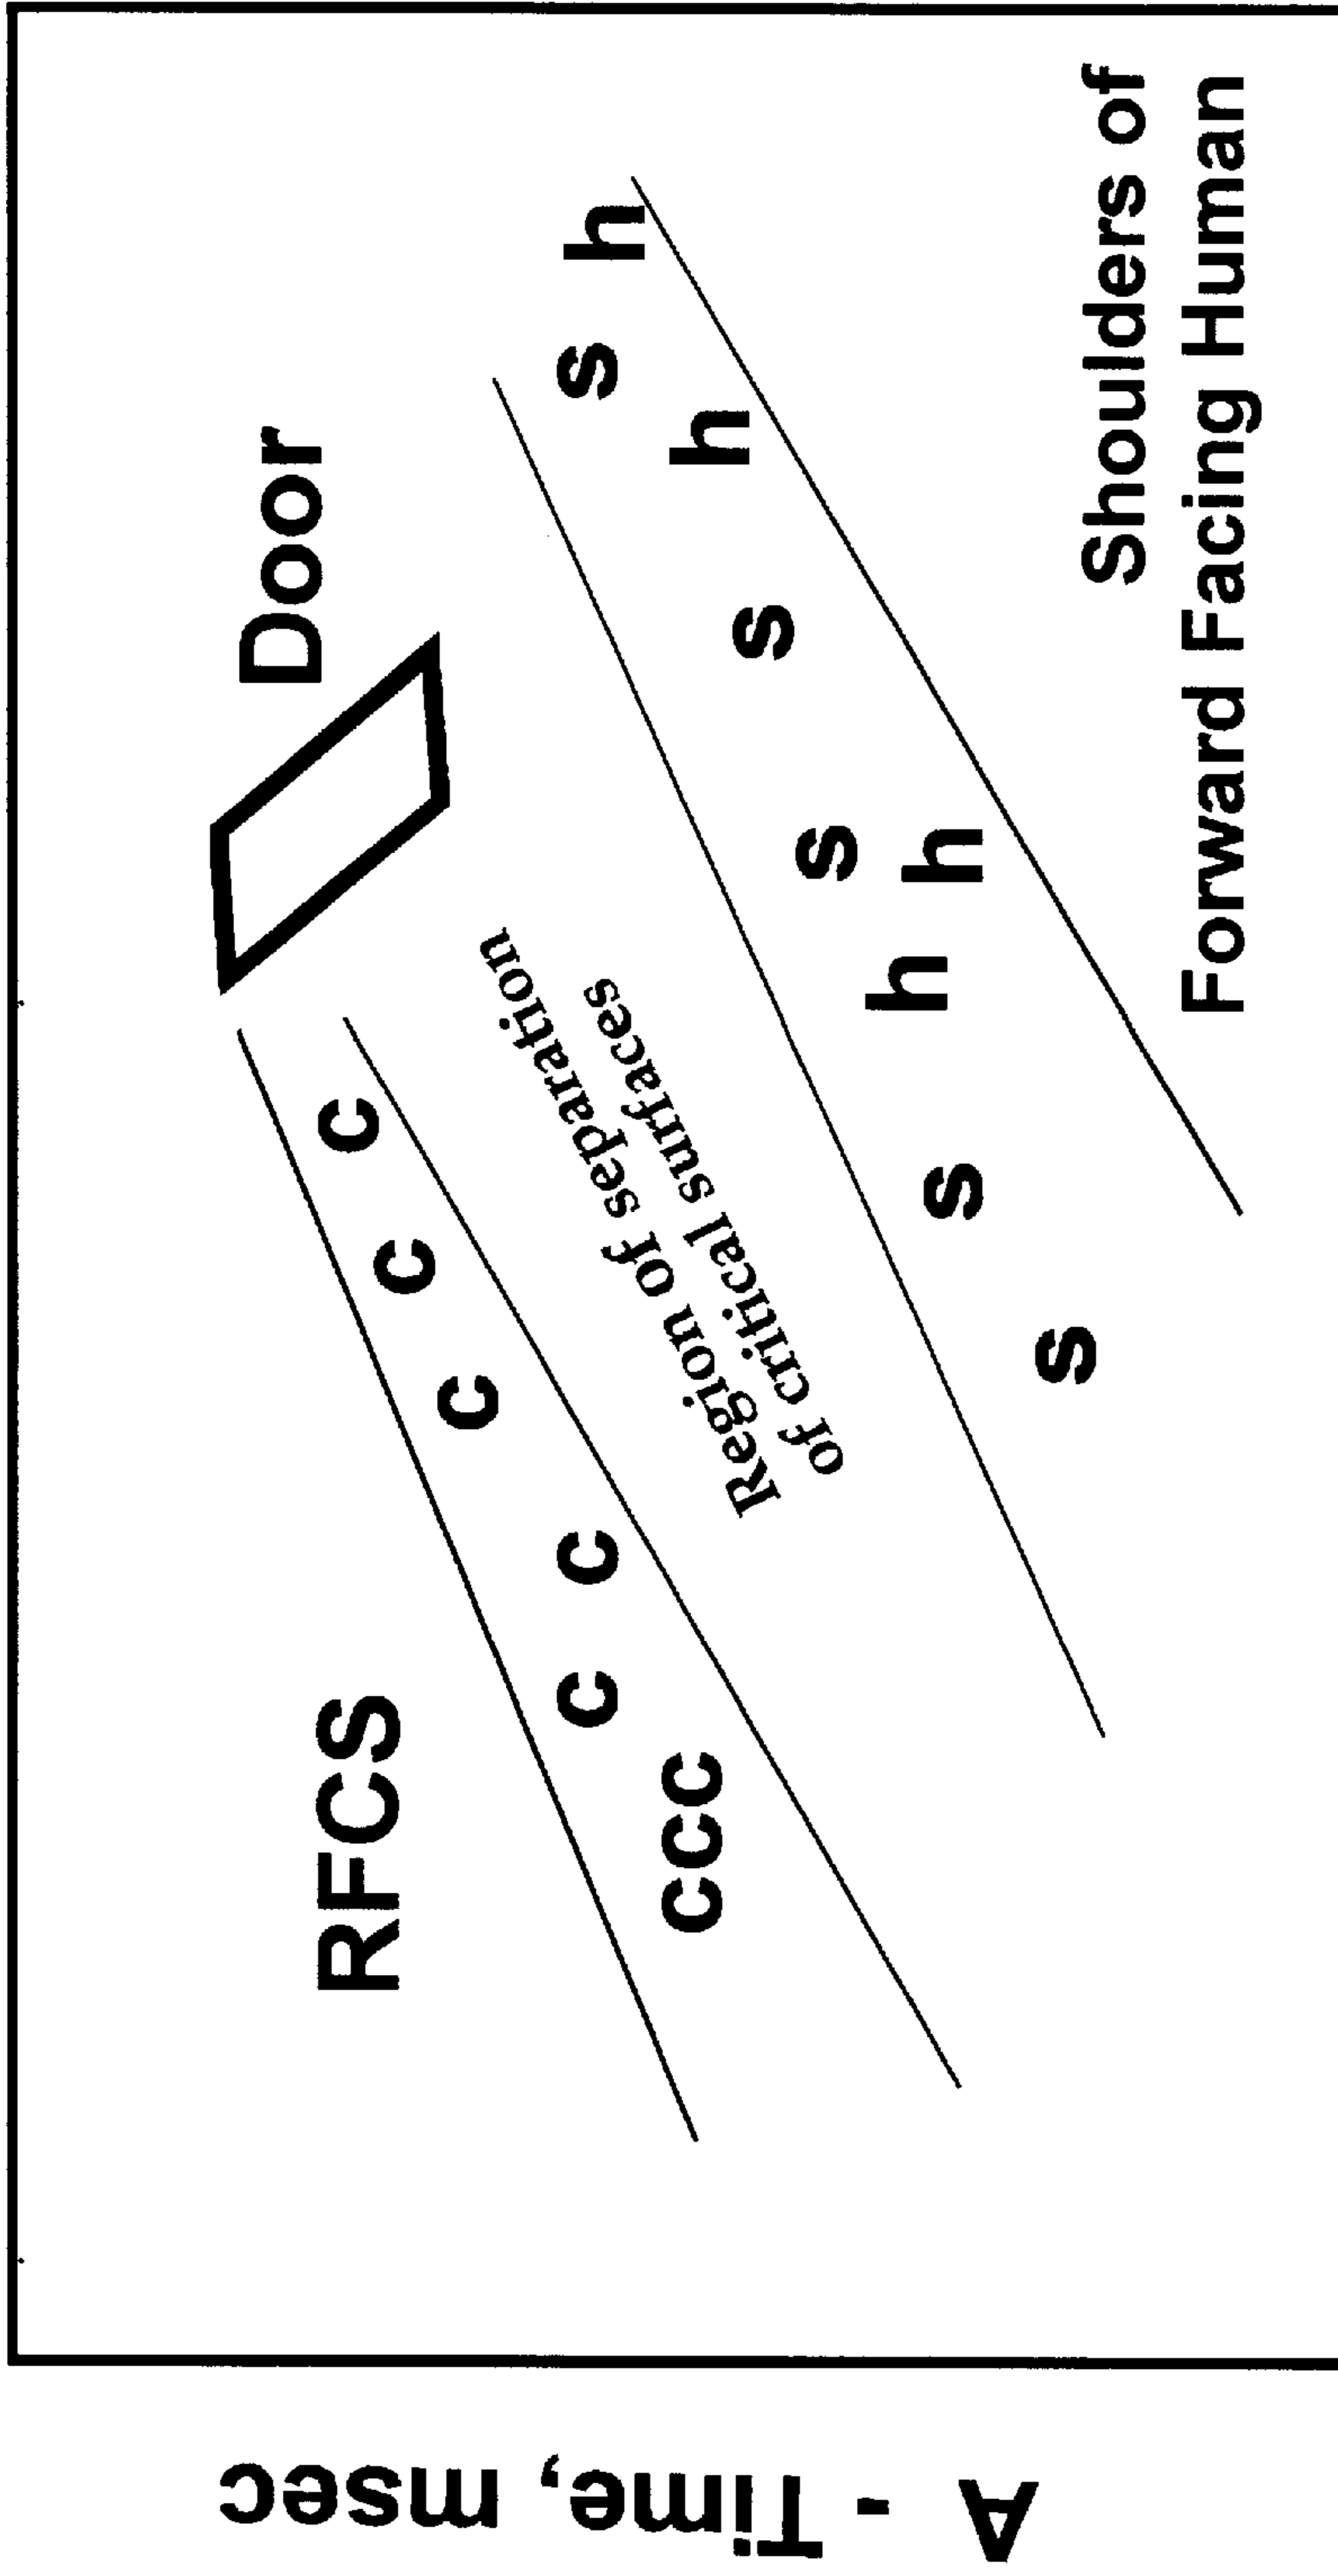 A - Time, msec
Door
RFCS
c
c
c
c c
s h
ccc
h
s
Region of separation
of critical surfaces
s
h
h
s
s
Shoulders of
Forward Facing Human